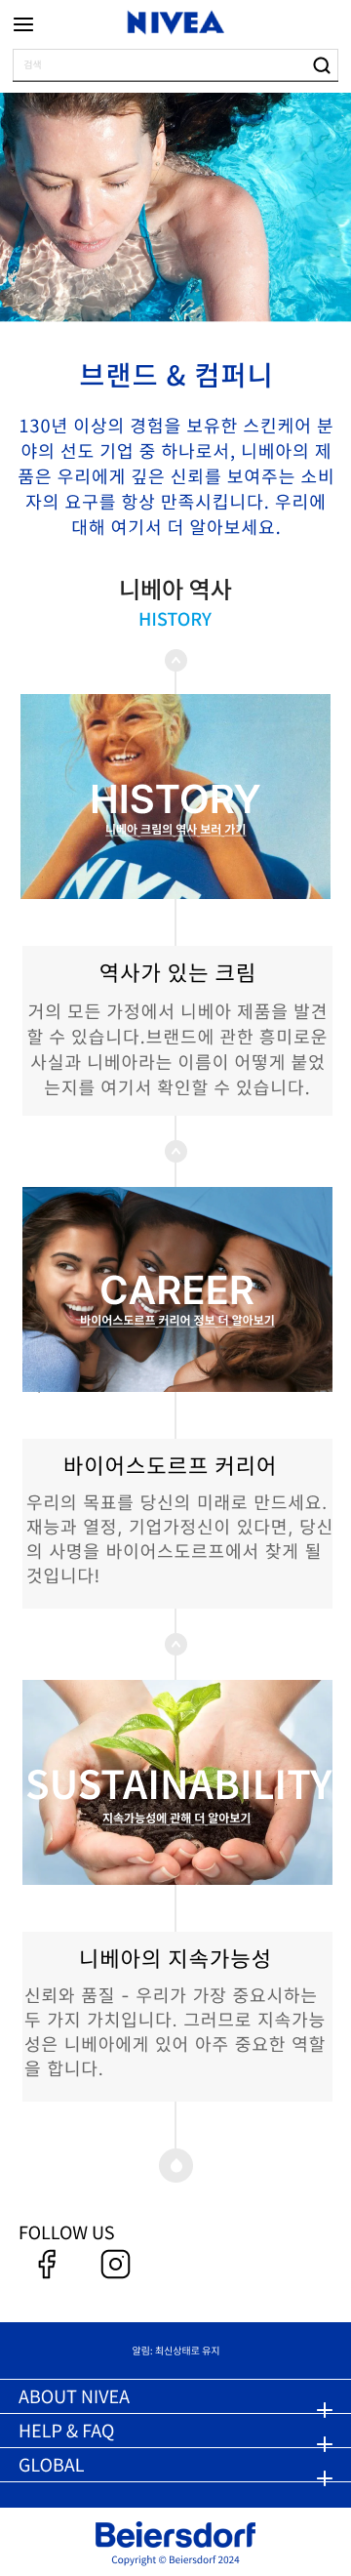 NIVEA
검색
브랜드 & 컴퍼니
130년 이상의 경험을 보유한 스킨케어 분
야의 선도 기업 중 하나로서, 니베아의 제
품은 우리에게 깊은 신뢰를 보여주는 소비
자의 요구를 항상 만족시킵니다. 우리에
대해 여기서 더 알아보세요.
니베아 역사
HISTORY
HISTORY
니베아 크림의 역사 보러 가기
NIVE
역사가 있는 크림
거의 모든 가정에서 니베아 제품을 발견
할 수 있습니다.브랜드에 관한 흥미로운
사실과 니베아라는 이름이 어떻게 붙었
는지를 여기서 확인할 수 있습니다.
CAREER
바이어스도르프 커리어 정보 더 알아보기
바이어스도르프 커리어
우리의 목표를 당신의 미래로 만드세요.
재능과 열정, 기업가정신이 있다면, 당신
의 사명을 바이어스도르프에서 찾게 될
것입니다!
SUSTAINABILITY
지속가능성에 관해 더 알아보기
니베아의 지속가능성
신뢰와 품질 - 우리가 가장 중요시하는
두 가지 가치입니다. 그러므로 지속가능
성은 니베아에게 있어 아주 중요한 역할
을 합니다.
FOLLOW US
알림: 최신상태로 유지
ABOUT NIVEA
HELP & FAQ
GLOBAL
Beiersdorf
Copyright © Beiersdorf 2024